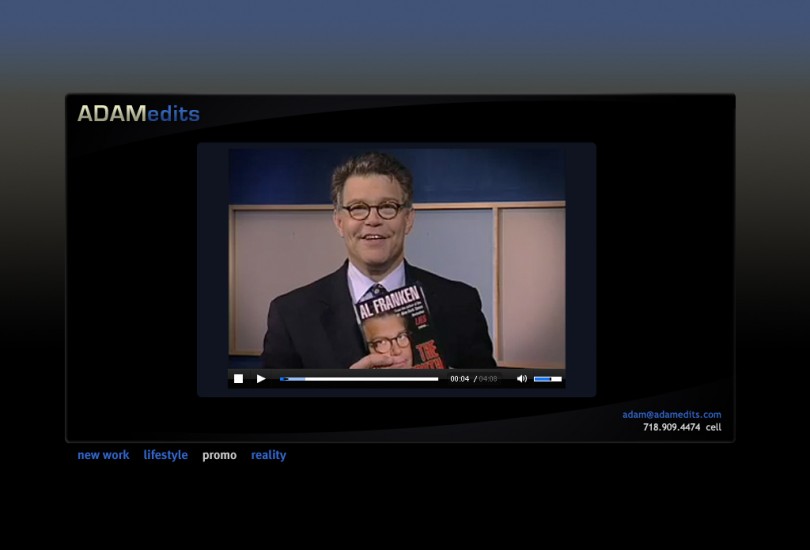 ADAMedits
AL FRANKEN
THE
00:04 / 04:08
adam@adamedits.com
718.909.4474 cell
new work lifestyle promo reality